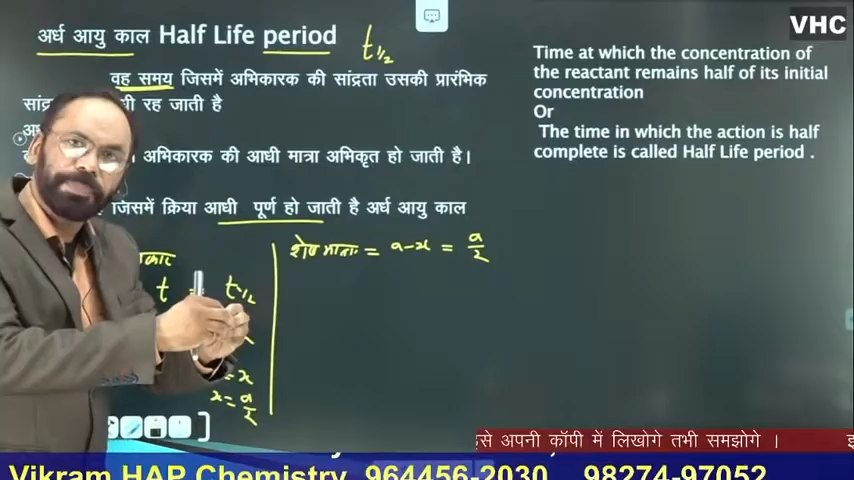 VHC
अर्ध आयु काल Half Life period t1/2
वह समय जिसमें अभिकारक की सांद्रता उसकी प्रारंभिक
रह जाती है
अभिकारक की आधी मात्रा अभिकृत हो जाती है।
जिसमें क्रिया आधी पूर्ण हो जाती है अर्ध आयु काल
Time at which the concentration of
the reactant remains half of its initial
concentration
Or
The time in which the action is half
complete is called Half Life period .
शेष मात्रा = a-x = a/2
t = t1/2
= x
x = a/2
इसे अपनी कॉपी में लिखोगे तभी समझोगे ।
Vikram HAP Chemistry 964456-2030 98274-97052